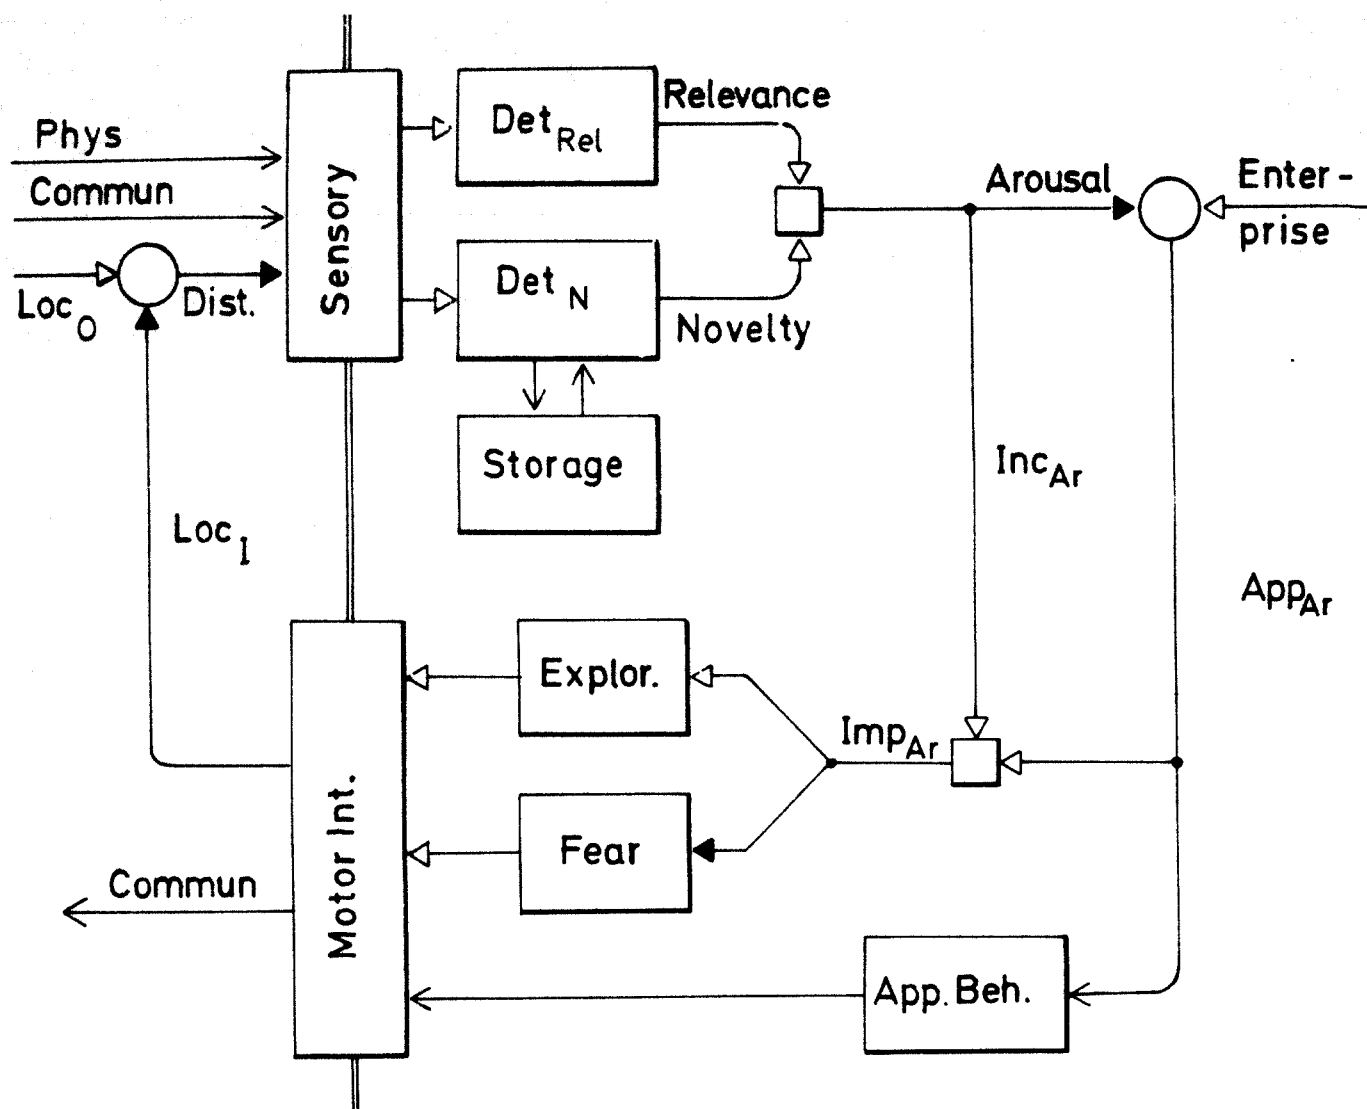 Phys
Commun
Loc O
Dist.
Sensory
Det Rel
Relevance
Det N
Novelty
Storage
Arousal
Enter-
prise
Inc Ar
App Ar
Loc I
Explor.
Imp Ar
Fear
Motor Int.
Commun
App. Beh.